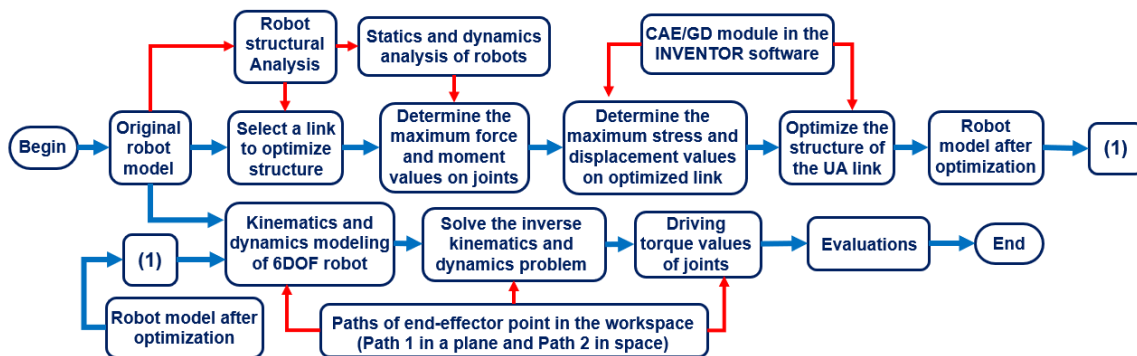 Robot
structural
Analysis
Statics and dynamics
analysis of robots
CAE/GD module in the
INVENTOR software
Begin
Original
robot
model
Select a link
to optimize
structure
Determine the
maximum force
and moment
values on joints
Determine the
maximum stress and
displacement values
on optimized link
Optimize the
structure of
the UA link
Robot
model after
optimization
(1)
(1)
Kinematics and
dynamics modeling
of 6DOF robot
Solve the inverse
kinematics and
dynamics problem
Driving
torque values
of joints
Evaluations
End
Robot model after
optimization
Paths of end-effector point in the workspace
(Path 1 in a plane and Path 2 in space)